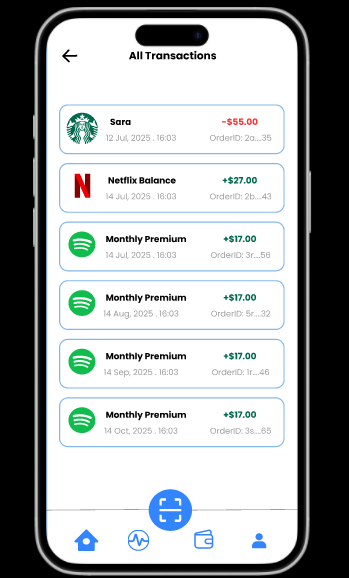 All Transactions
Sara -$55.00
12 Jul, 2025 . 16:03 OrderID: 2o....35
Netflix Balance +$27.00
14 Jul, 2025 . 16:03 OrderID: 2b....43
Monthly Premium +$17.00
14 Jul, 2025 . 16:03 OrderID: 3r....56
Monthly Premium +$17.00
14 Aug, 2025 . 16:03 OrderID: 5r....32
Monthly Premium +$17.00
14 Sep, 2025 . 16:03 OrderID: 1r....46
Monthly Premium +$17.00
14 Oct, 2025 . 16:03 OrderID: 3s....65